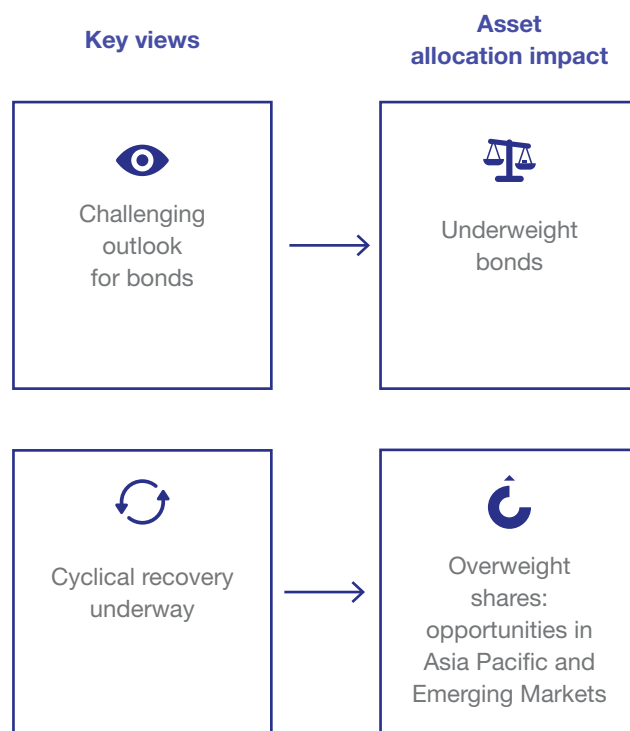 Key views
Asset
allocation impact
Challenging
outlook
for bonds
Underweight
bonds
Cyclical recovery
underway
Overweight
shares:
opportunities in
Asia Pacific and
Emerging Markets